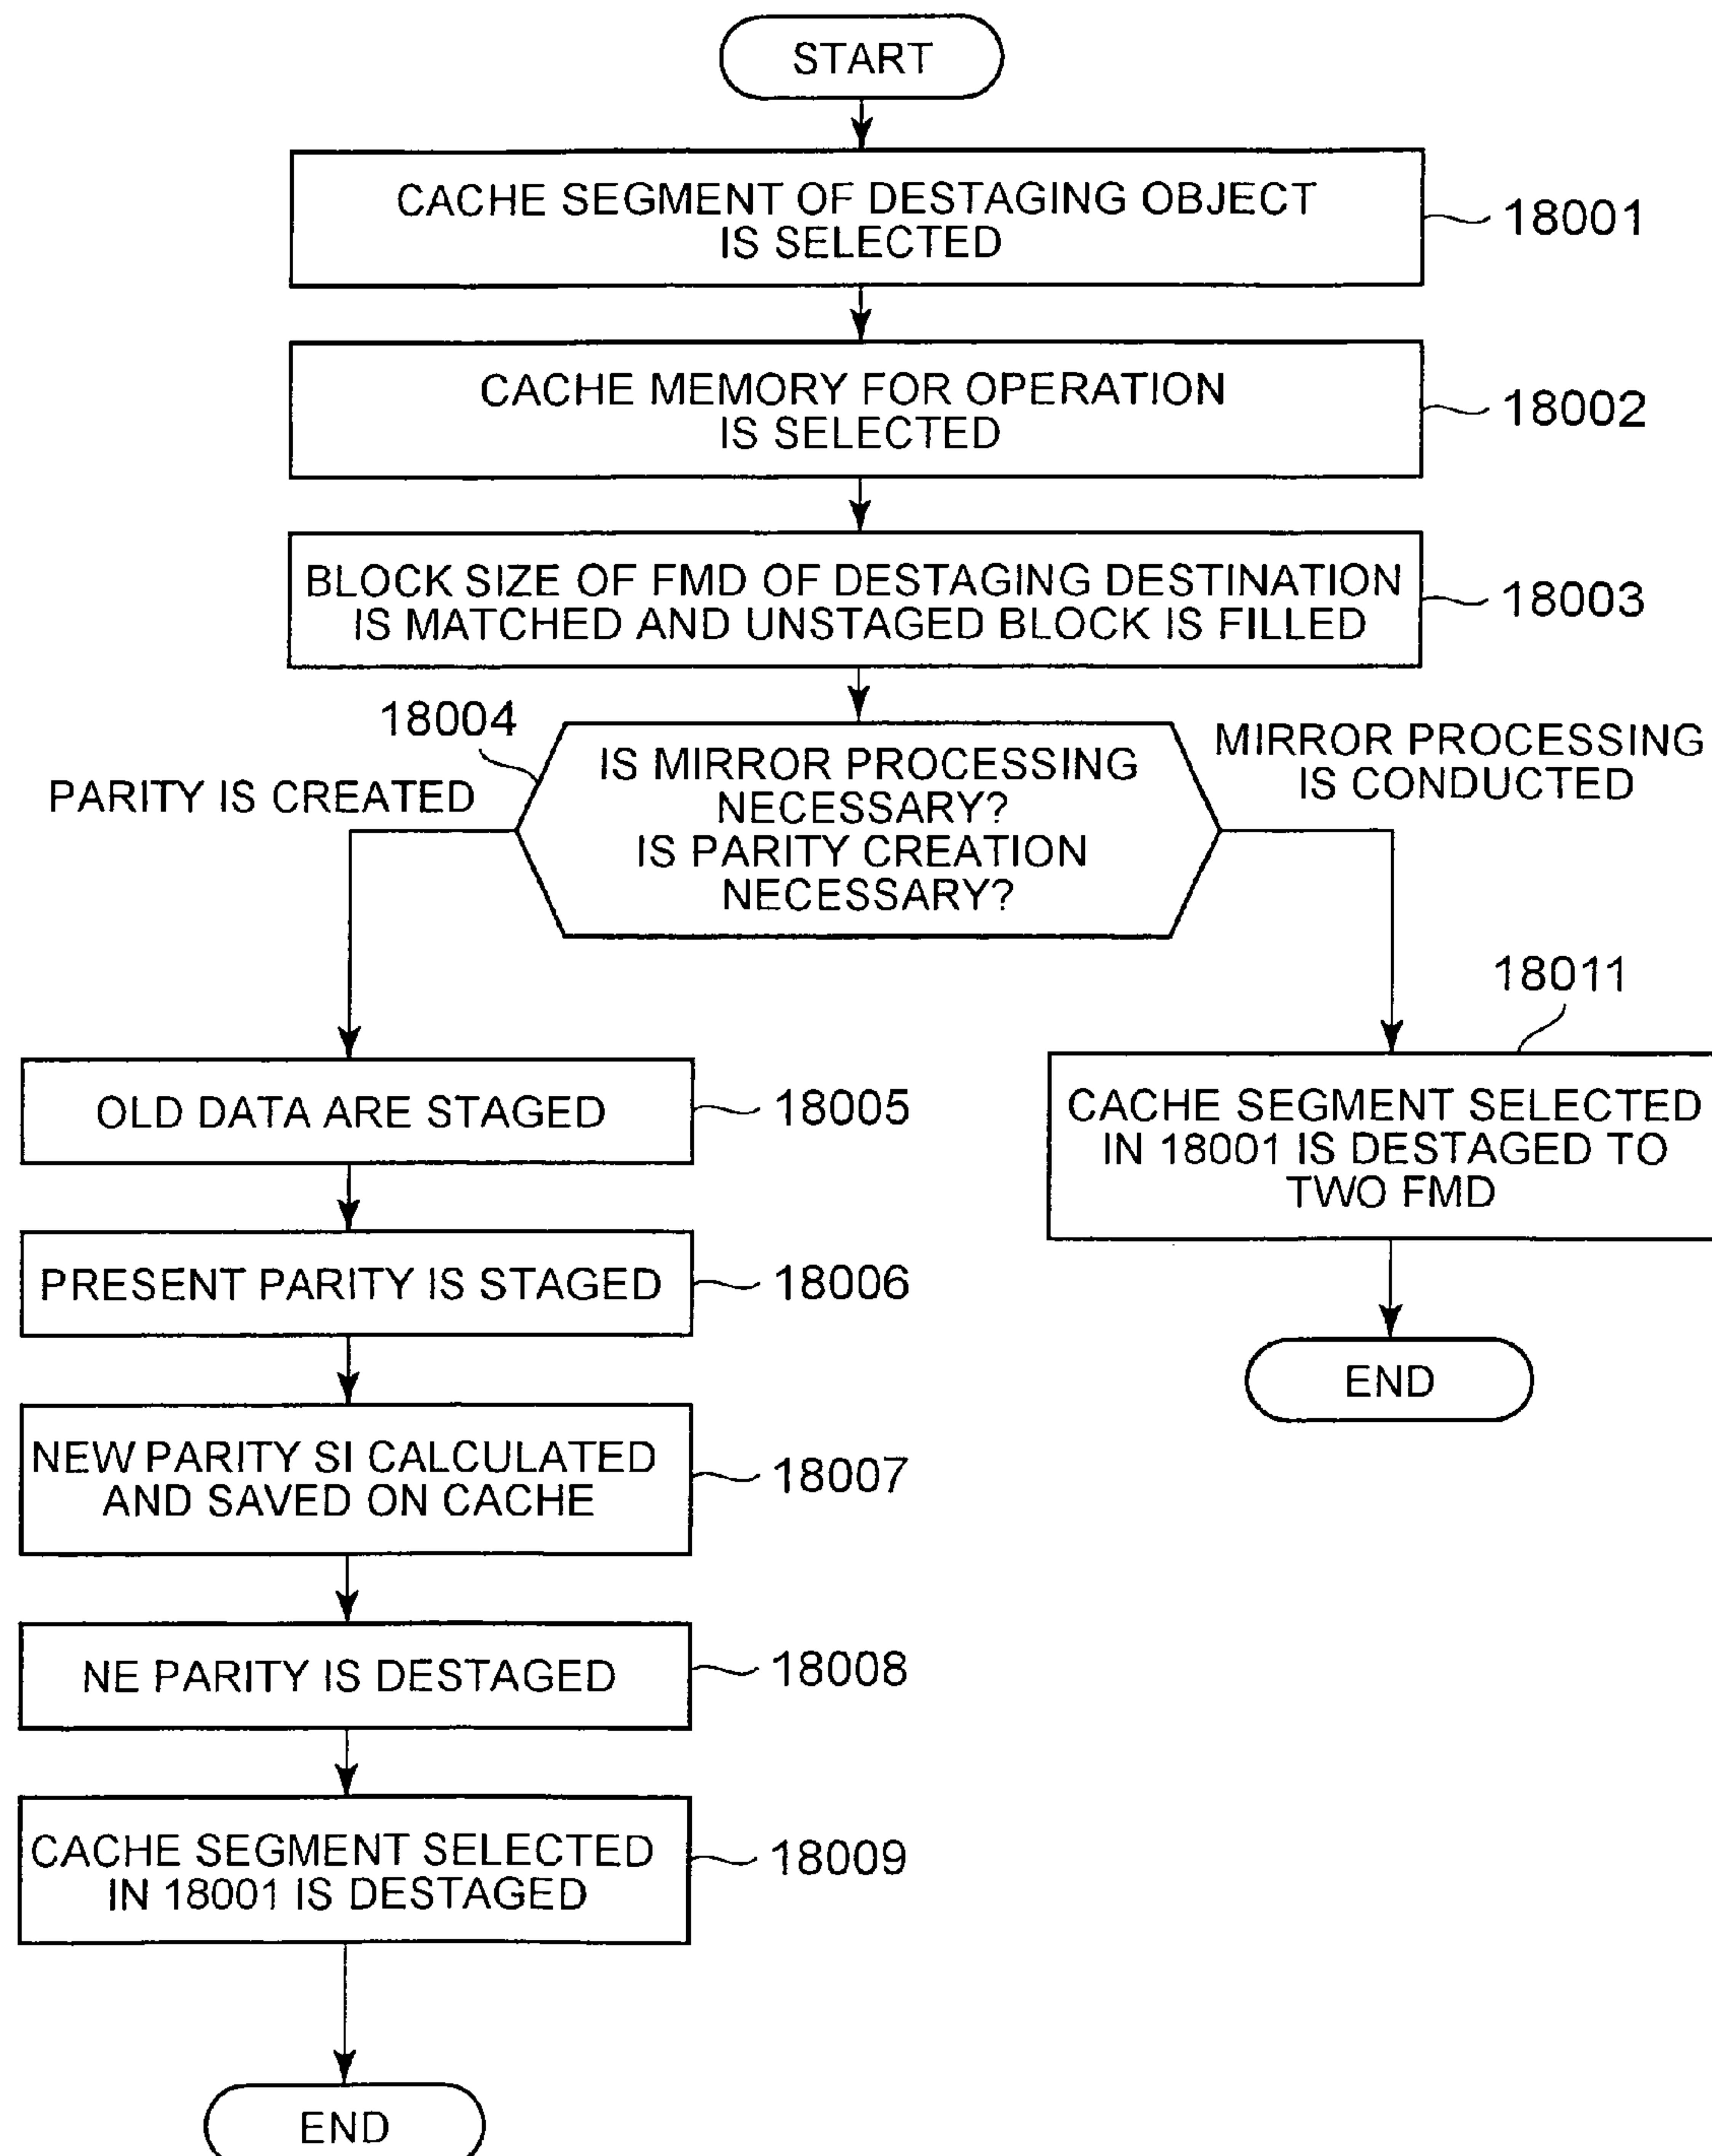 START
CACHE SEGMENT OF DESTAGING OBJECT
IS SELECTED
18001
CACHE MEMORY FOR OPERATION
IS SELECTED
18002
BLOCK SIZE OF FMD OF DESTAGING DESTINATION
IS MATCHED AND UNSTAGED BLOCK IS FILLED
18003
18004
IS MIRROR PROCESSING
NECESSARY?
IS PARITY CREATION
NECESSARY?
PARITY IS CREATED
MIRROR PROCESSING
IS CONDUCTED
OLD DATA ARE STAGED
18005
PRESENT PARITY IS STAGED
18006
NEW PARITY SI CALCULATED
AND SAVED ON CACHE
18007
NE PARITY IS DESTAGED
18008
CACHE SEGMENT SELECTED
IN 18001 IS DESTAGED
18009
END
18011
CACHE SEGMENT SELECTED
IN 18001 IS DESTAGED TO
TWO FMD
END